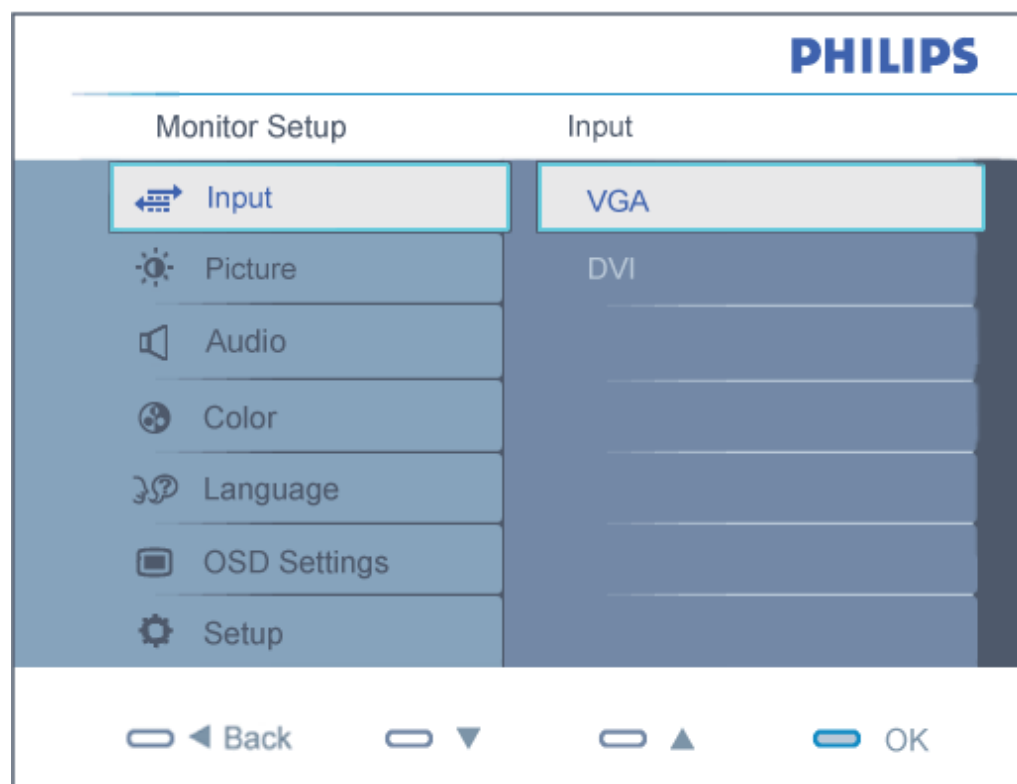 PHILIPS
Monitor Setup Input
Input VGA
Picture DVI
Audio
Color
Language
OSD Settings
Setup
Back OK